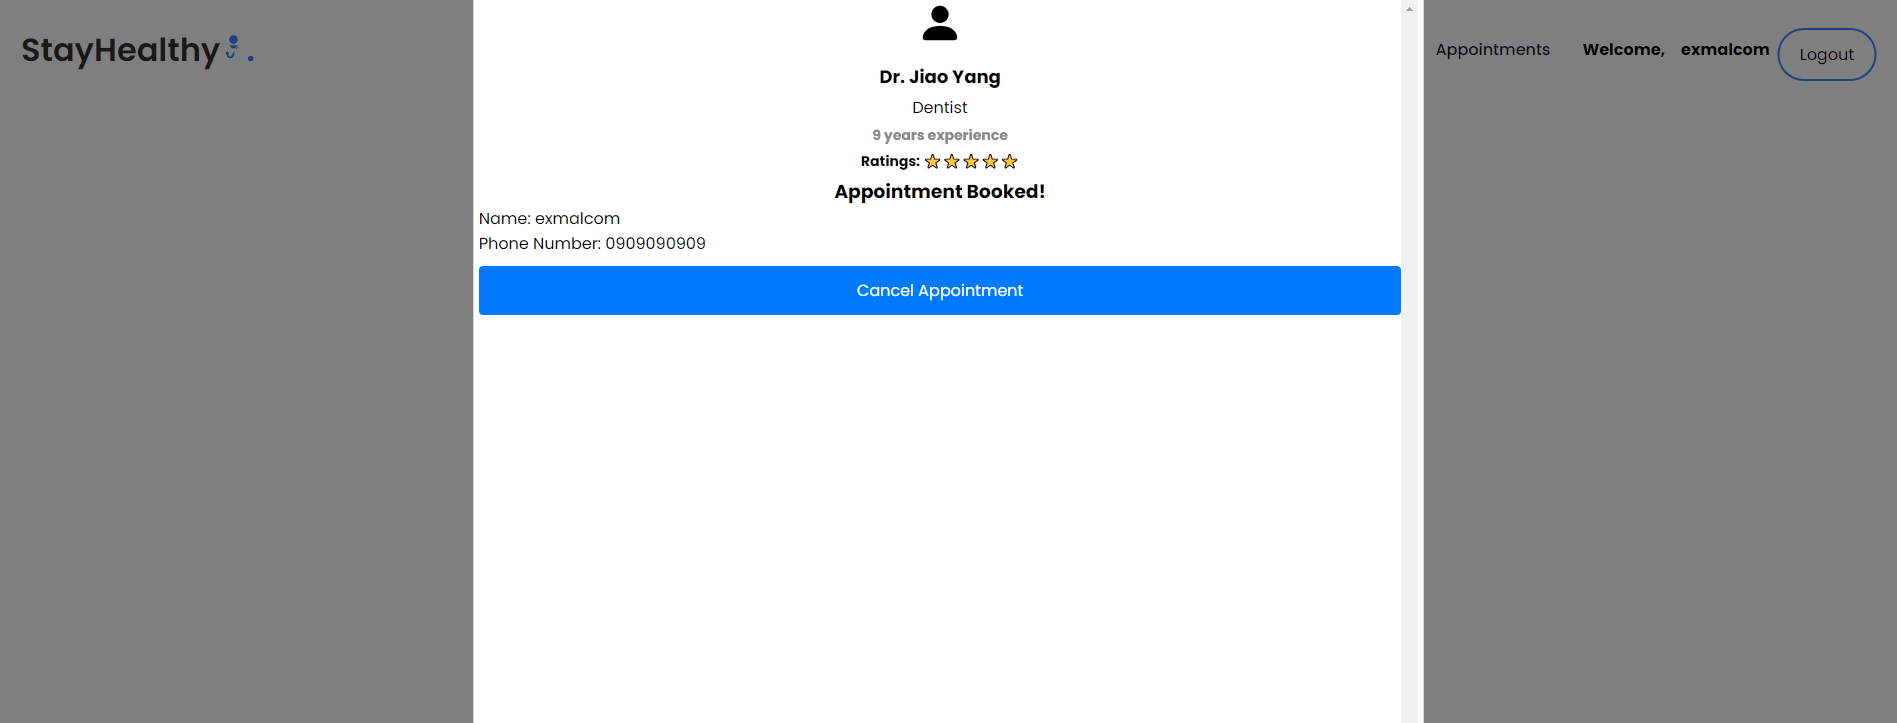 StayHealthy.
Appointments
Welcome, exmalcom
Logout
Dr. Jiao Yang
Dentist
9 years experience
Ratings: ★★★★★
Appointment Booked!
Name: exmalcom
Phone Number: 0909090909
Cancel Appointment